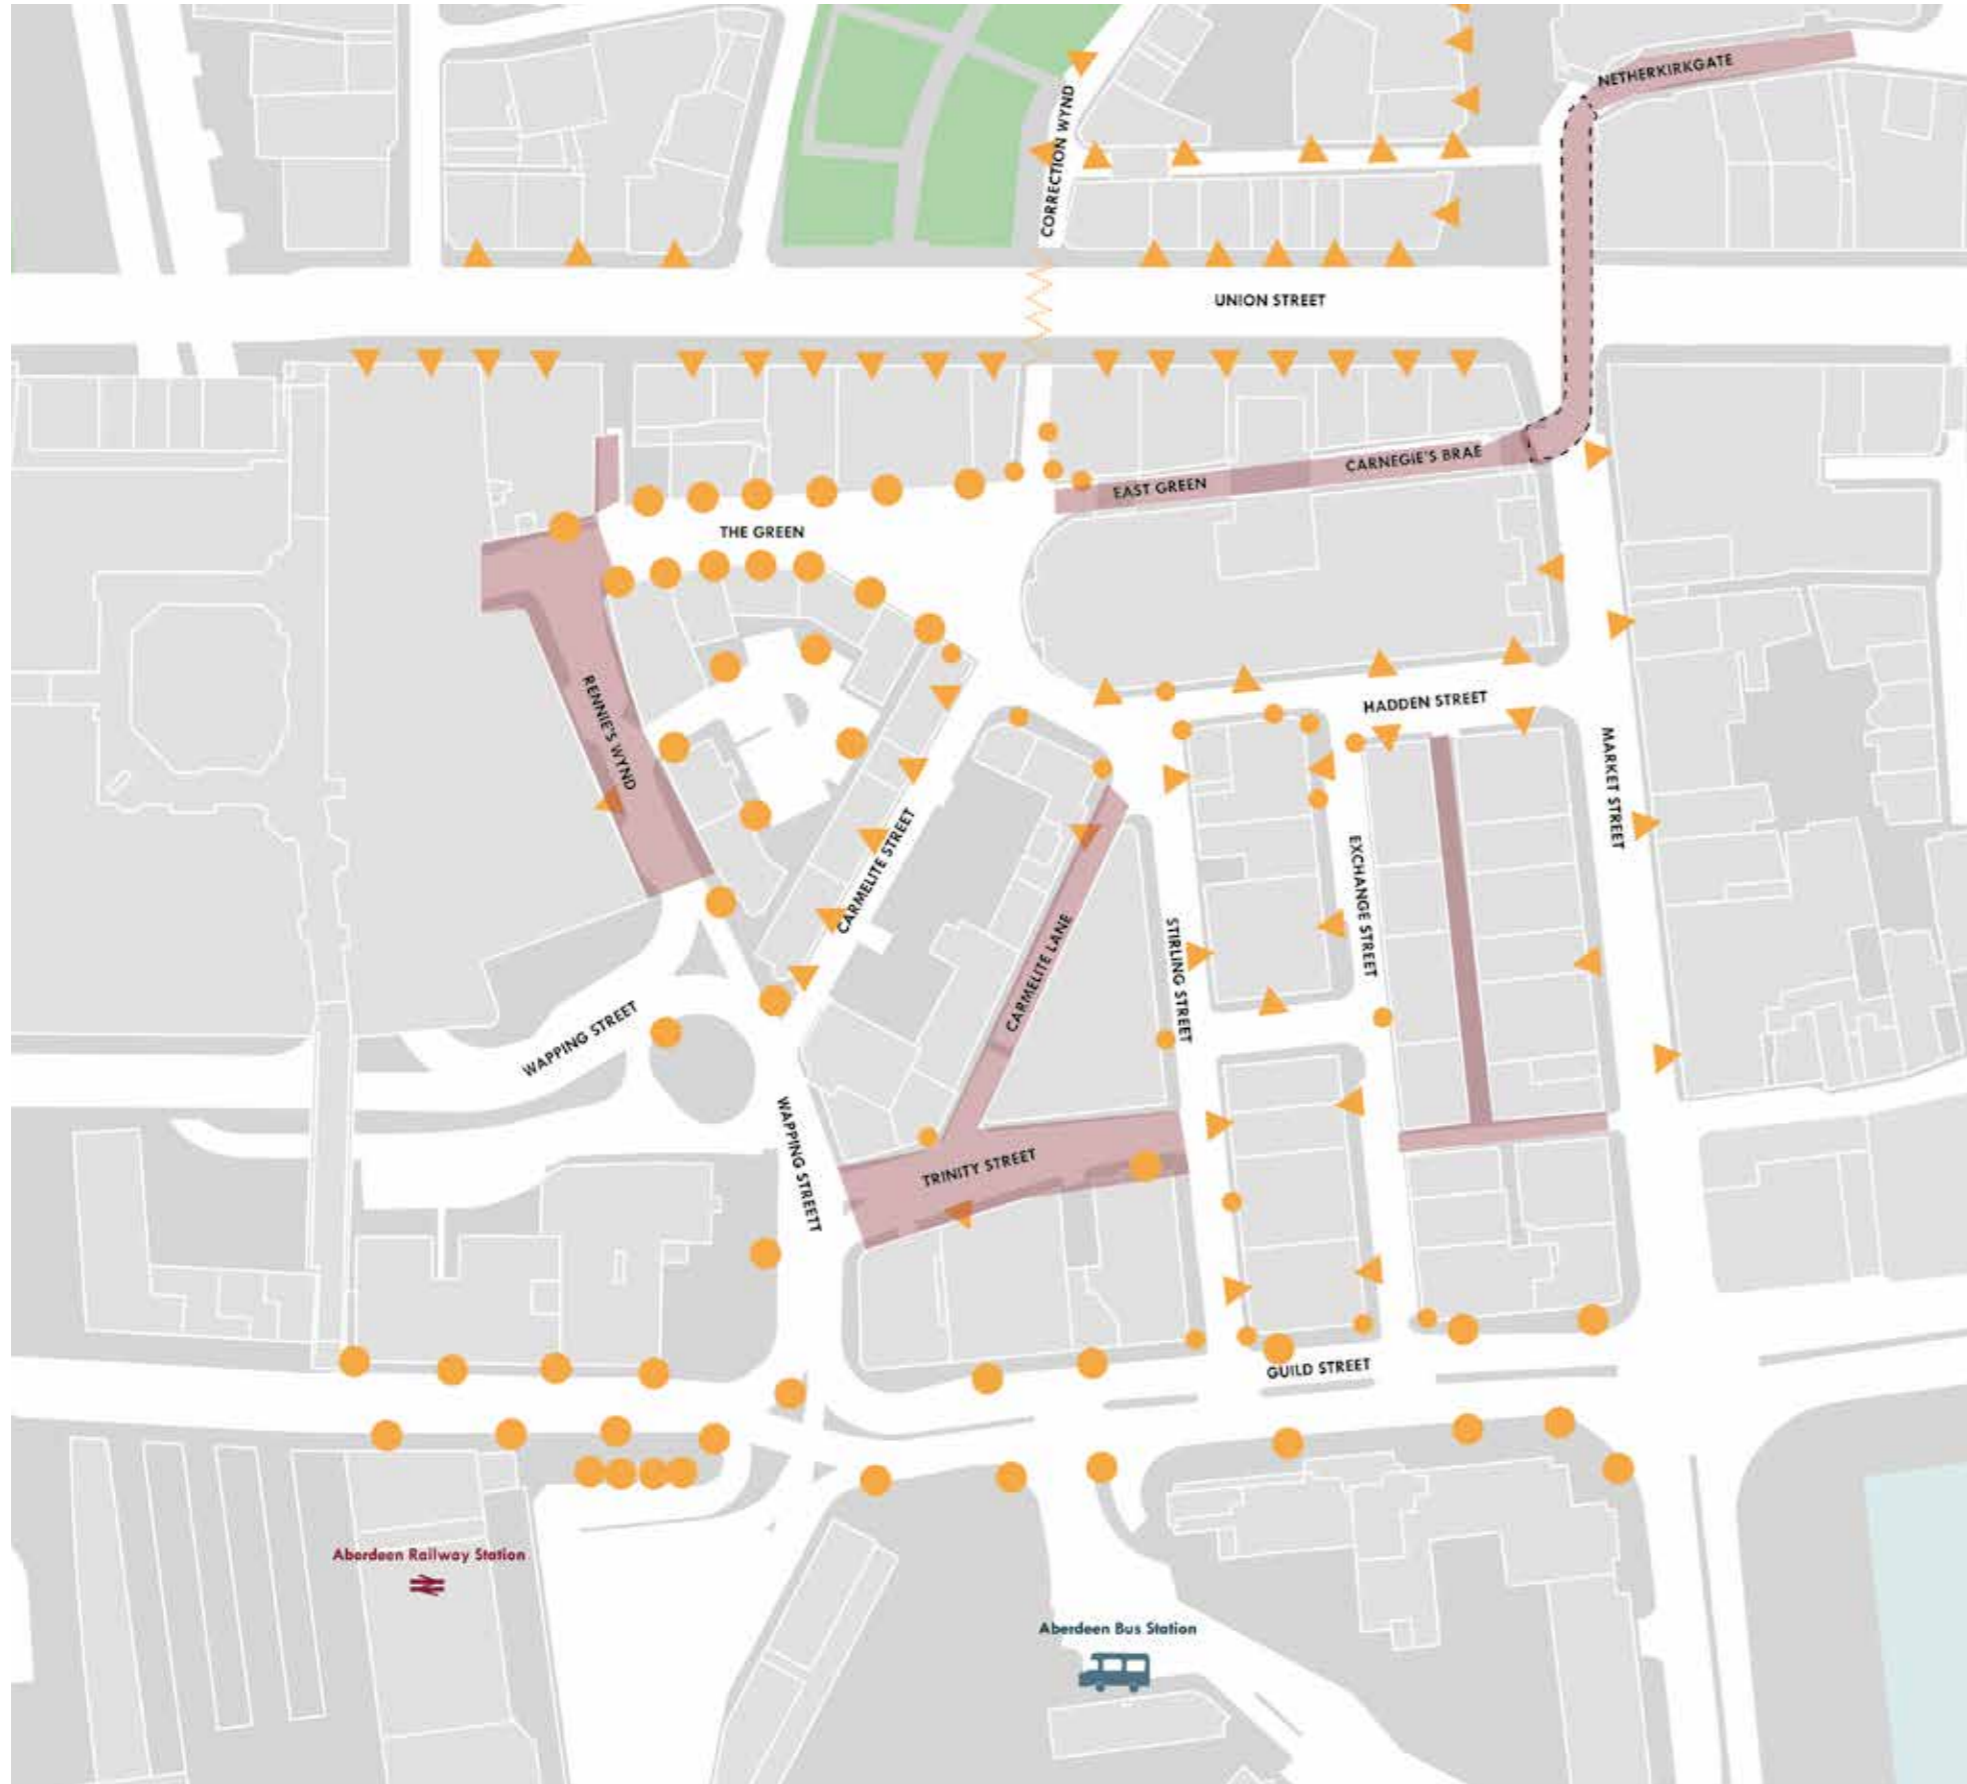 NETHERKIRKGATE
CORRECTION WYND
UNION STREET
CARNEGIE'S BRAE
EAST GREEN
THE GREEN
RENNIE'S WYND
HADDEN STREET
MARKET STREET
CARMELITE STREET
EXCHANGE STREET
CARMELITE LANE
STIRLING STREET
WAPPING STREET
WAPPING STREETT
TRINITY STREET
GUILD STREET
Aberdeen Railway Station
Aberdeen Bus Station